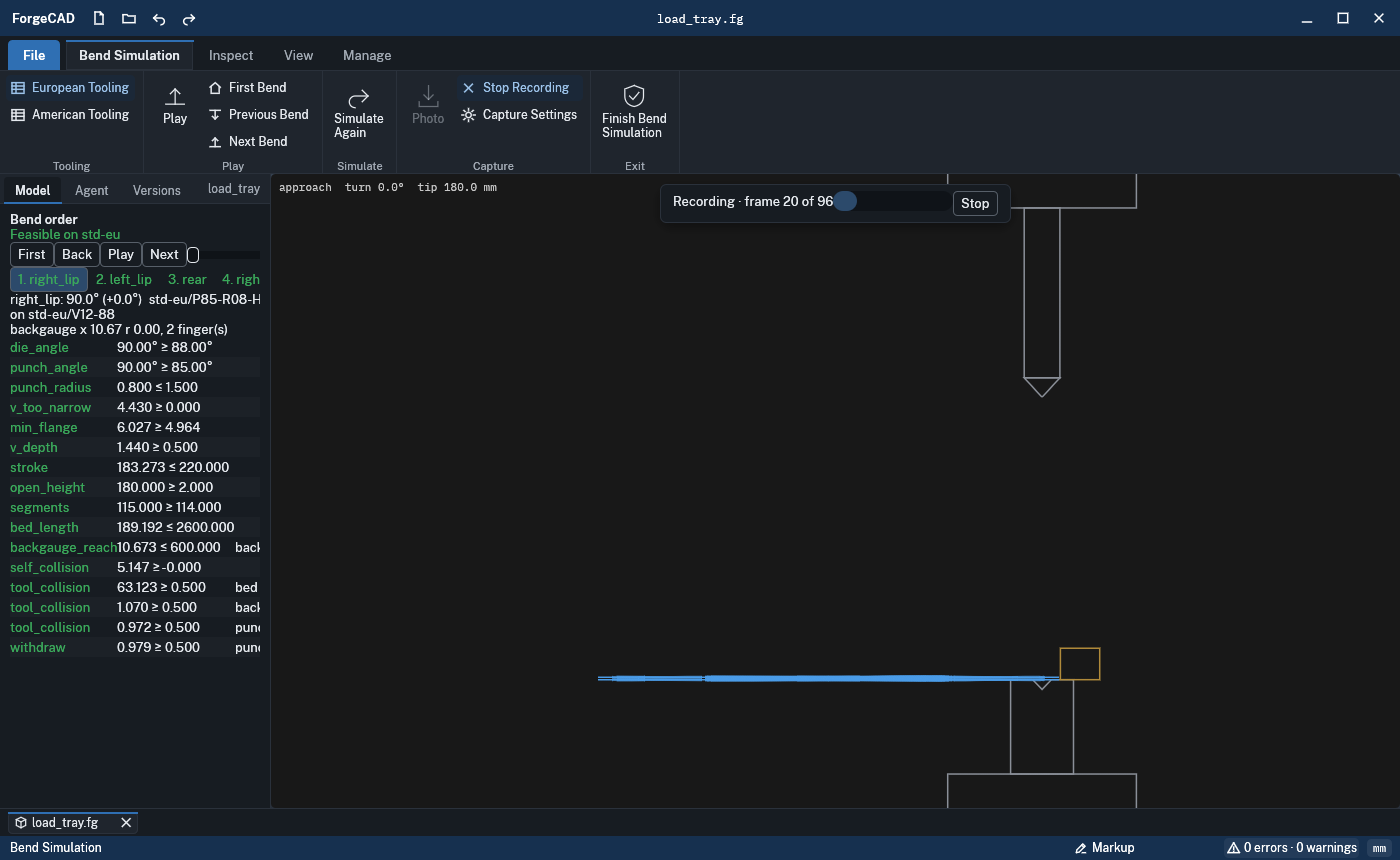 ForgeCAD
load_tray.fg
File
Bend Simulation
Inspect
View
Manage
European Tooling
American Tooling
Tooling
Play
First Bend
Previous Bend
Next Bend
Play
Simulate
Again
Simulate
Photo
Stop Recording
Capture Settings
Capture
Finish Bend
Simulation
Exit
Model
Agent
Versions
load_tray
Bend order
Feasible on std-eu
First
Back
Play
Next
1. right_lip
2. left_lip
3. rear
4. righ
right_lip: 90.0° (+0.0°) std-eu/P85-R08-H
on std-eu/V12-88
backgauge x 10.67 r 0.00, 2 finger(s)
die_angle 90.00° ≥ 88.00°
punch_angle 90.00° ≥ 85.00°
punch_radius 0.800 ≤ 1.500
v_too_narrow 4.430 ≥ 0.000
min_flange 6.027 ≥ 4.964
v_depth 1.440 ≥ 0.500
stroke 183.273 ≤ 220.000
open_height 180.000 ≥ 2.000
segments 115.000 ≥ 114.000
bed_length 189.192 ≤ 2600.000
backgauge_reach 10.673 ≤ 600.000 back
self_collision 5.147 ≥ -0.000
tool_collision 63.123 ≥ 0.500 bed
tool_collision 1.070 ≥ 0.500 back
tool_collision 0.972 ≥ 0.500 pun
withdraw 0.979 ≥ 0.500 pun
approach turn 0.0° tip 180.0 mm
Recording · frame 20 of 96
Stop
load_tray.fg
Bend Simulation
Markup
0 errors · 0 warnings
mm